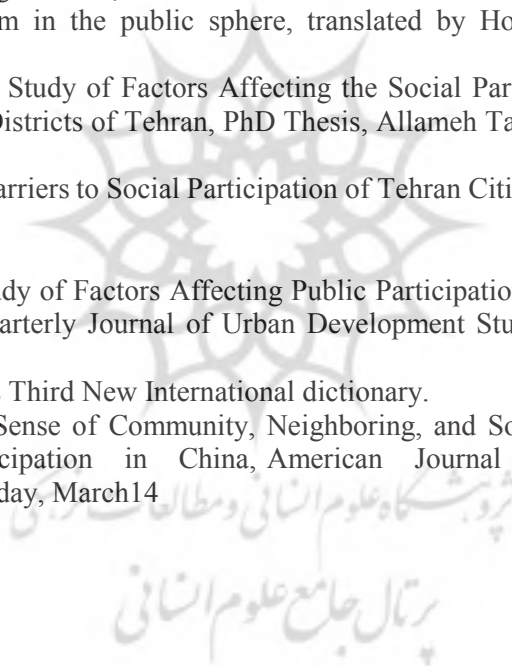 m in the public sphere, translated by Ho
Study of Factors Affecting the Social Par
Districts of Tehran, PhD Thesis, Allameh Ta
arriers to Social Participation of Tehran Citi
dy of Factors Affecting Public Participatio
arterly Journal of Urban Development Stu
Third New International dictionary.
Sense of Community, Neighboring, and So
cipation in China, American Journal
day, March14
پژوهشگاه علوم انسانی و مطالعات فرهنگی
پرتال جامع علوم انسانی